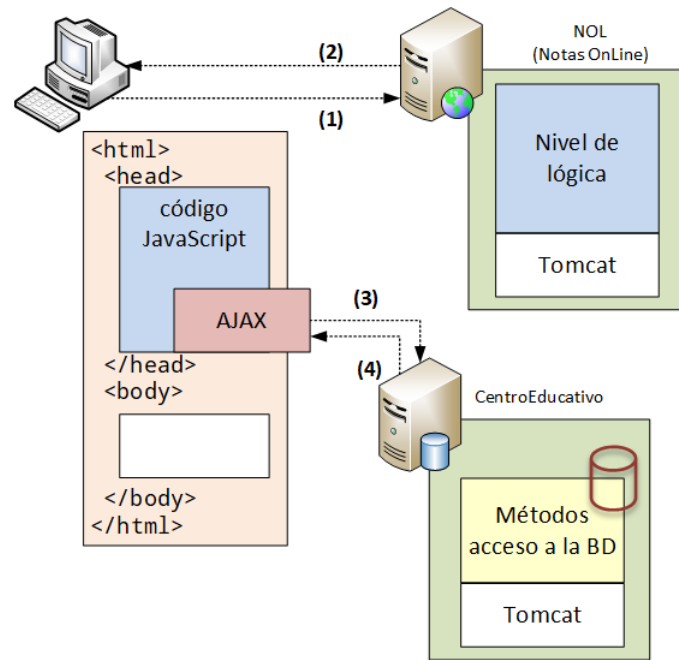 NOL
(Notas OnLine)
(2)
(1)
Nivel de
lógica
Tomcat
<html>
<head>
código
JavaScript
AJAX
(3)
(4)
</head>
<body>
</body>
</html>
CentroEducativo
Métodos
acceso a la BD
Tomcat